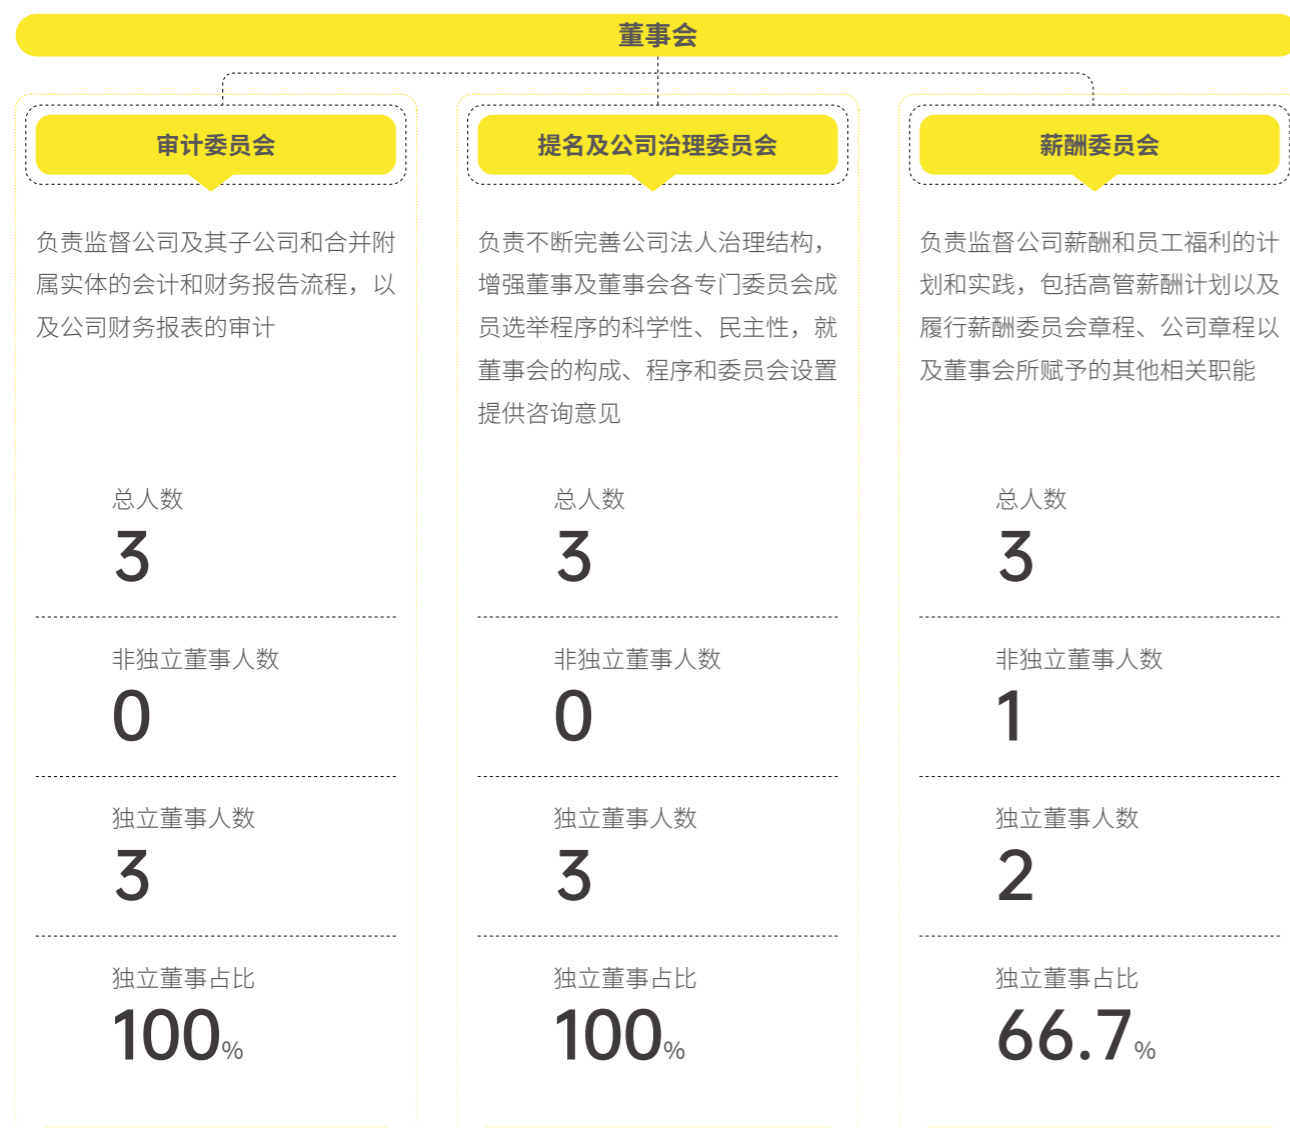 董事会
审计委员会
负责监督公司及其子公司和合并附
属实体的会计和财务报告流程，以
及公司财务报表的审计
总人数
3
非独立董事人数
0
独立董事人数
3
独立董事占比
100%
提名及公司治理委员会
负责不断完善公司法人治理结构，
增强董事及董事会各专门委员会成
员选举程序的科学性、民主性，就
董事会的构成、程序和委员会设置
提供咨询意见
总人数
3
非独立董事人数
0
独立董事人数
3
独立董事占比
100%
薪酬委员会
负责监督公司薪酬和员工福利的计
划和实践，包括高管薪酬计划以及
履行薪酬委员会章程、公司章程以
及董事会所赋予的其他相关职能
总人数
3
非独立董事人数
1
独立董事人数
2
独立董事占比
66.7%